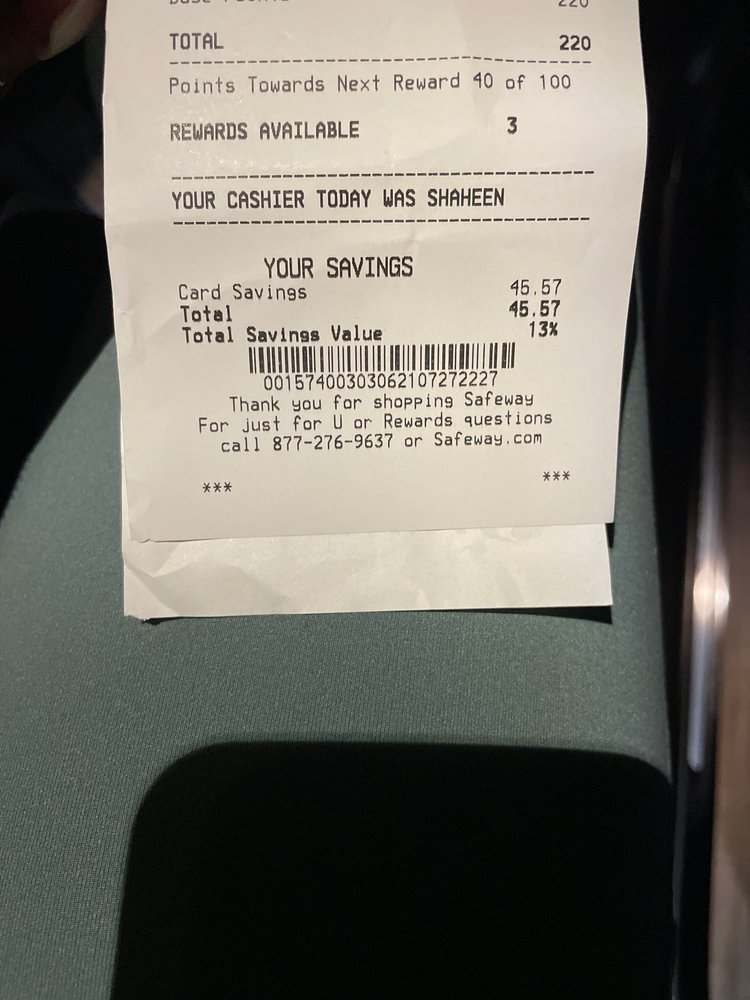 220
TOTAL 220
Points Towards Next Reward 40 of 100
REWARDS AVAILABLE 3
YOUR CASHIER TODAY WAS SHAHEEN
YOUR SAVINGS
Card Savings 45.57
Total 45.57
Total Savings Value 13%
00157400303062107272227
Thank you for shopping Safeway
For just for U or Rewards questions
call 877-276-9637 or Safeway.com
*** ***